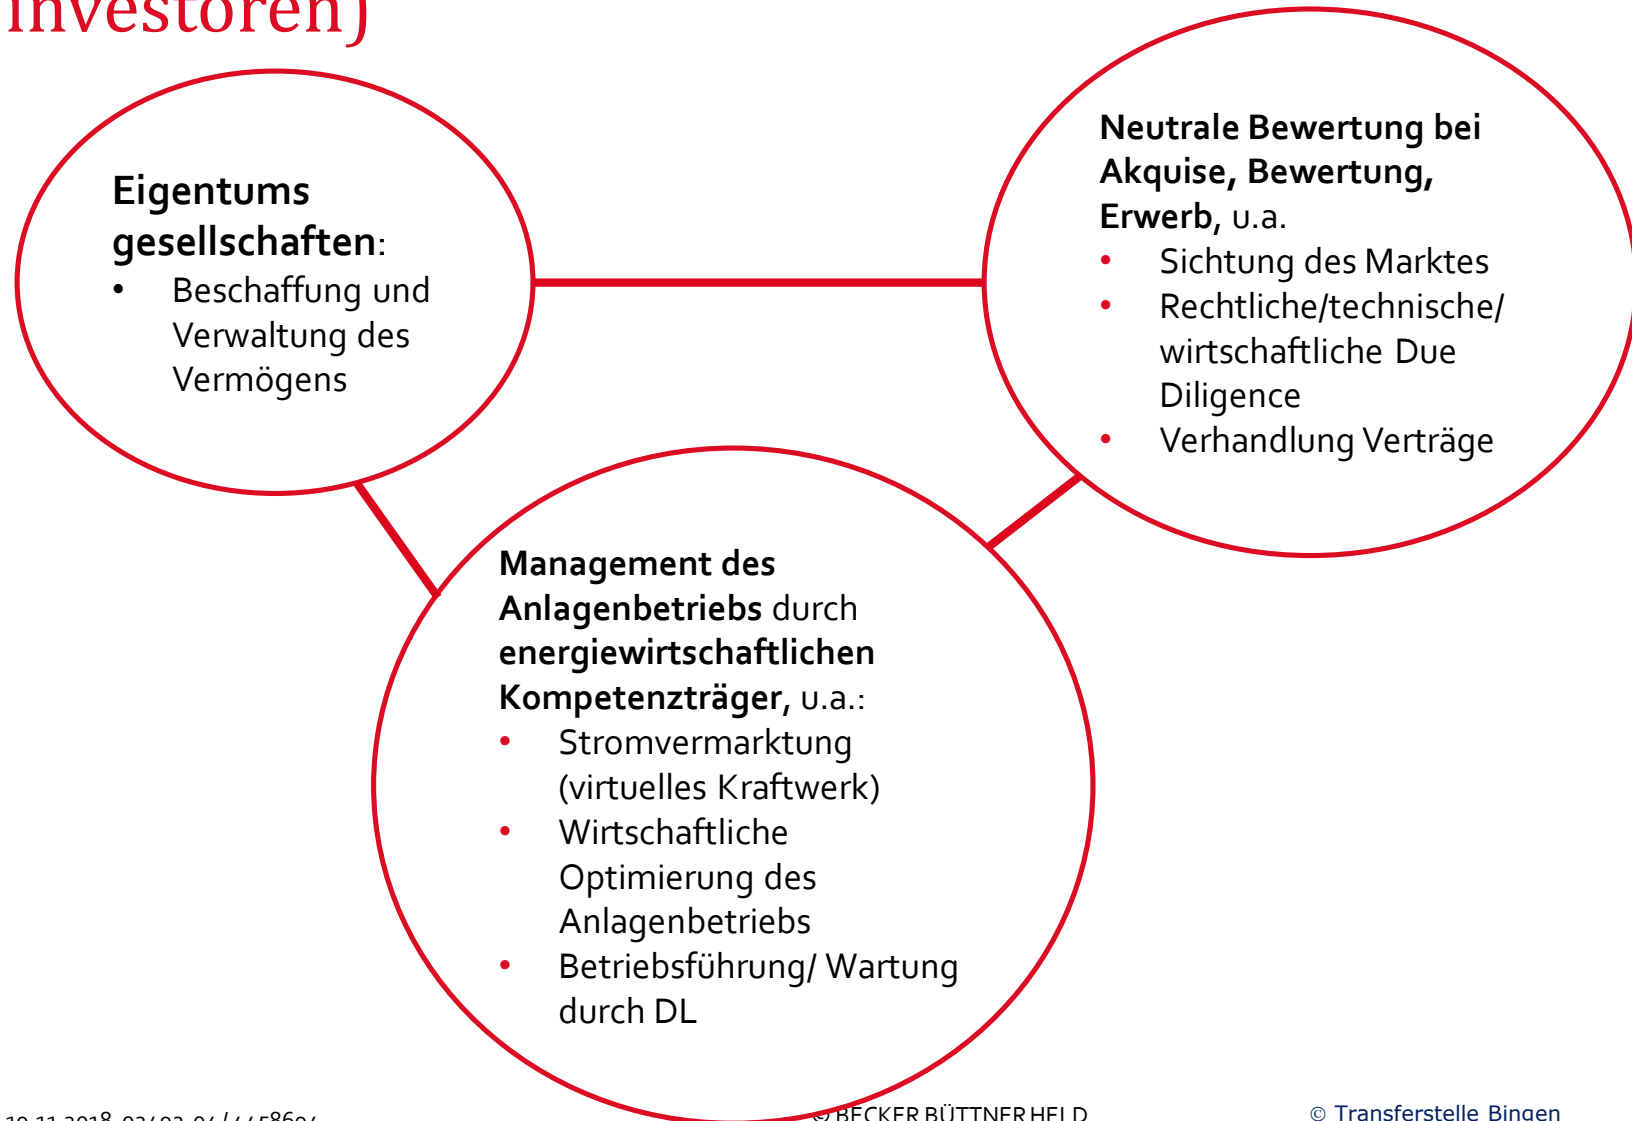 investoren)
Eigentums
gesellschaften:
• Beschaffung und
Verwaltung des
Vermögens
Neutrale Bewertung bei
Akquise, Bewertung,
Erwerb, u.a.
• Sichtung des Marktes
• Rechtliche/technische/
wirtschaftliche Due
Diligence
• Verhandlung Verträge
Management des
Anlagenbetriebs durch
energiewirtschaftlichen
Kompetenzträger, u.a.:
• Stromvermarktung
(virtuelles Kraftwerk)
• Wirtschaftliche
Optimierung des
Anlagenbetriebs
• Betriebsführung/ Wartung
durch DL
© BECKER BÜTTNER HELD
© Transferstelle Bingen